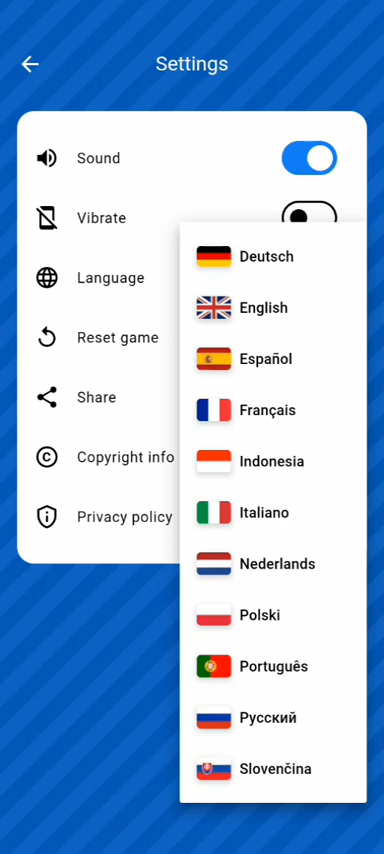 Settings
Sound
Vibrate
Language
Reset game
Share
Copyright info
Privacy policy
Deutsch
English
Español
Français
Indonesia
Italiano
Nederlands
Polski
Português
Русский
Slovenčina